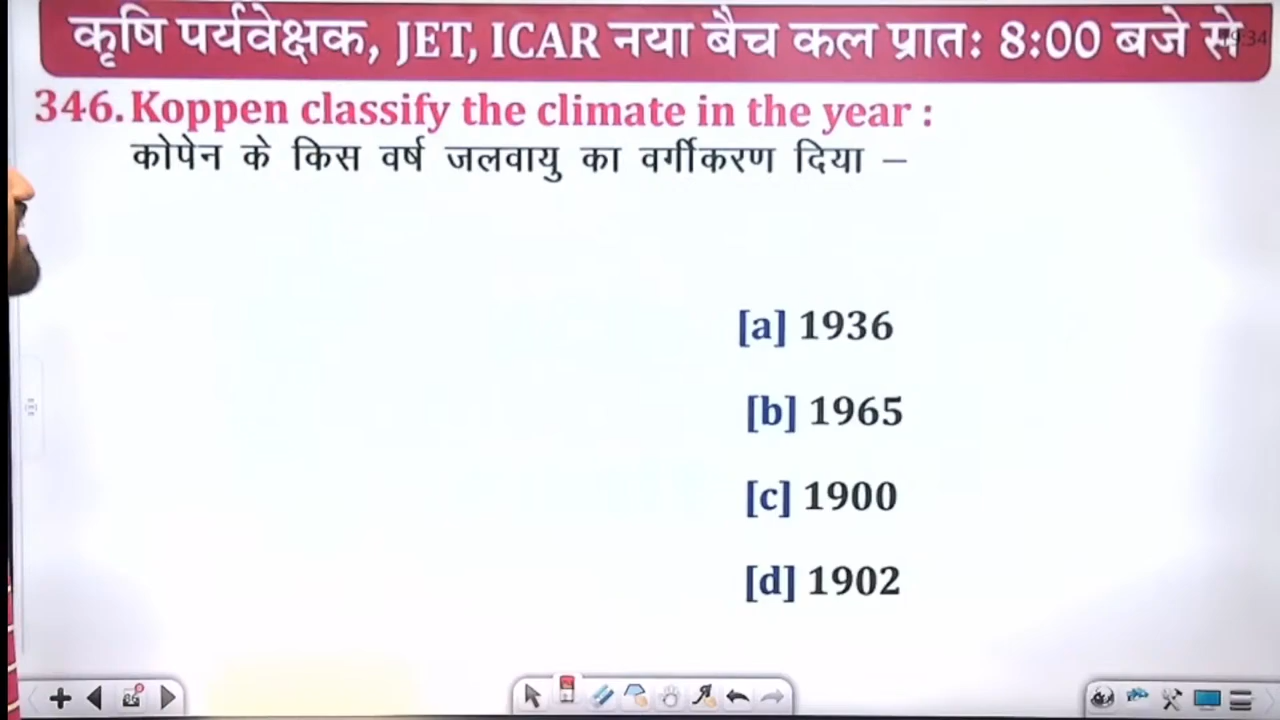 कृषि पर्यवेक्षक, JET, ICAR नया बैच कल प्रातः 8:00 बजे से
346. Koppen classify the climate in the year :
कोपेन के किस वर्ष जलवायु का वर्गीकरण दिया –
[a] 1936
[b] 1965
[c] 1900
[d] 1902